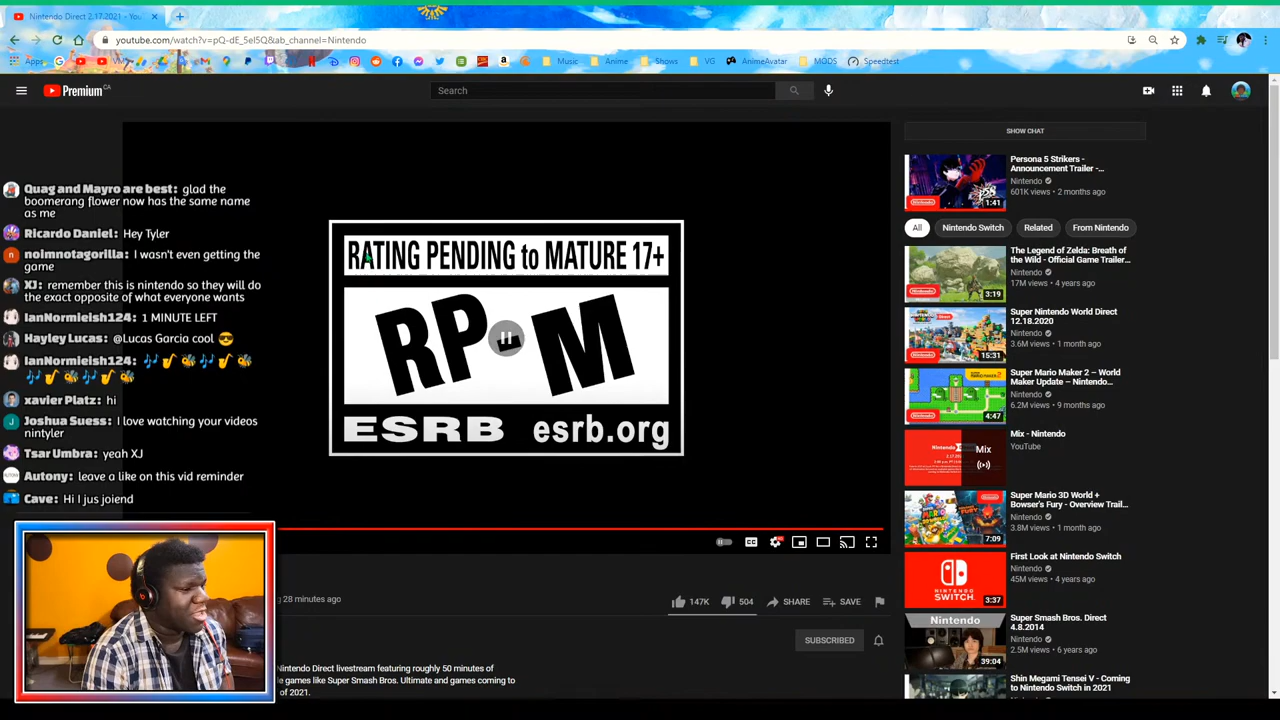 Nintendo Direct 2.17.2021 - You
youtube.com/watch?v=pQ-dE_5eI5Q&ab_channel=Nintendo
Apps
Music
Anime
Shows
VG
AnimeAvatar
MODS
Speedtest
Premium CA
Search
SHOW CHAT
Quag and Mayro are best: glad the
boomerang flower now has the same name
as me
Ricardo Daniel: Hey Tyler
noimnotagorilla: I wasn't even getting the
game
XJ: remember this is nintendo so they will do
the exact opposite of what everyone wants
IanNormieish124: 1 MINUTE LEFT
Hayley Lucas: @Lucas Garcia cool 😎
IanNormieish124: 🎶🎷🐝🎶🎷🐝
🎶🎷🐝🎶🎷🐝
xavier Platz: hi
Joshua Suess: I love watching your videos
nintyler
Tsar Umbra: yeah XJ
Autony: leave a like on this vid reminder
Cave: Hi I jus joiend
RATING PENDING to MATURE 17+
RP M
ESRB esrb.org
28 minutes ago
147K
504
SHARE
SAVE
SUBSCRIBED
Nintendo Direct livestream featuring roughly 50 minutes of
games like Super Smash Bros. Ultimate and games coming to
of 2021.
Persona 5 Strikers -
Announcement Trailer -...
Nintendo
601K views • 2 months ago
1:41
All
Nintendo Switch
Related
From Nintendo
The Legend of Zelda: Breath of
the Wild - Official Game Trailer...
Nintendo
17M views • 4 years ago
3:19
Super Nintendo World Direct
12.18.2020
Nintendo
3.6M views • 1 month ago
15:31
Super Mario Maker 2 – World
Maker Update – Nintendo...
Nintendo
6.2M views • 9 months ago
4:47
Mix - Nintendo
YouTube
Mix
Super Mario 3D World +
Bowser's Fury - Overview Trail...
Nintendo
3.8M views • 1 month ago
7:09
First Look at Nintendo Switch
Nintendo
45M views • 4 years ago
NINTENDO
SWITCH
3:37
Super Smash Bros. Direct
4.8.2014
Nintendo
2.5M views • 6 years ago
Nintendo
39:04
Shin Megami Tensei V - Coming
to Nintendo Switch in 2021